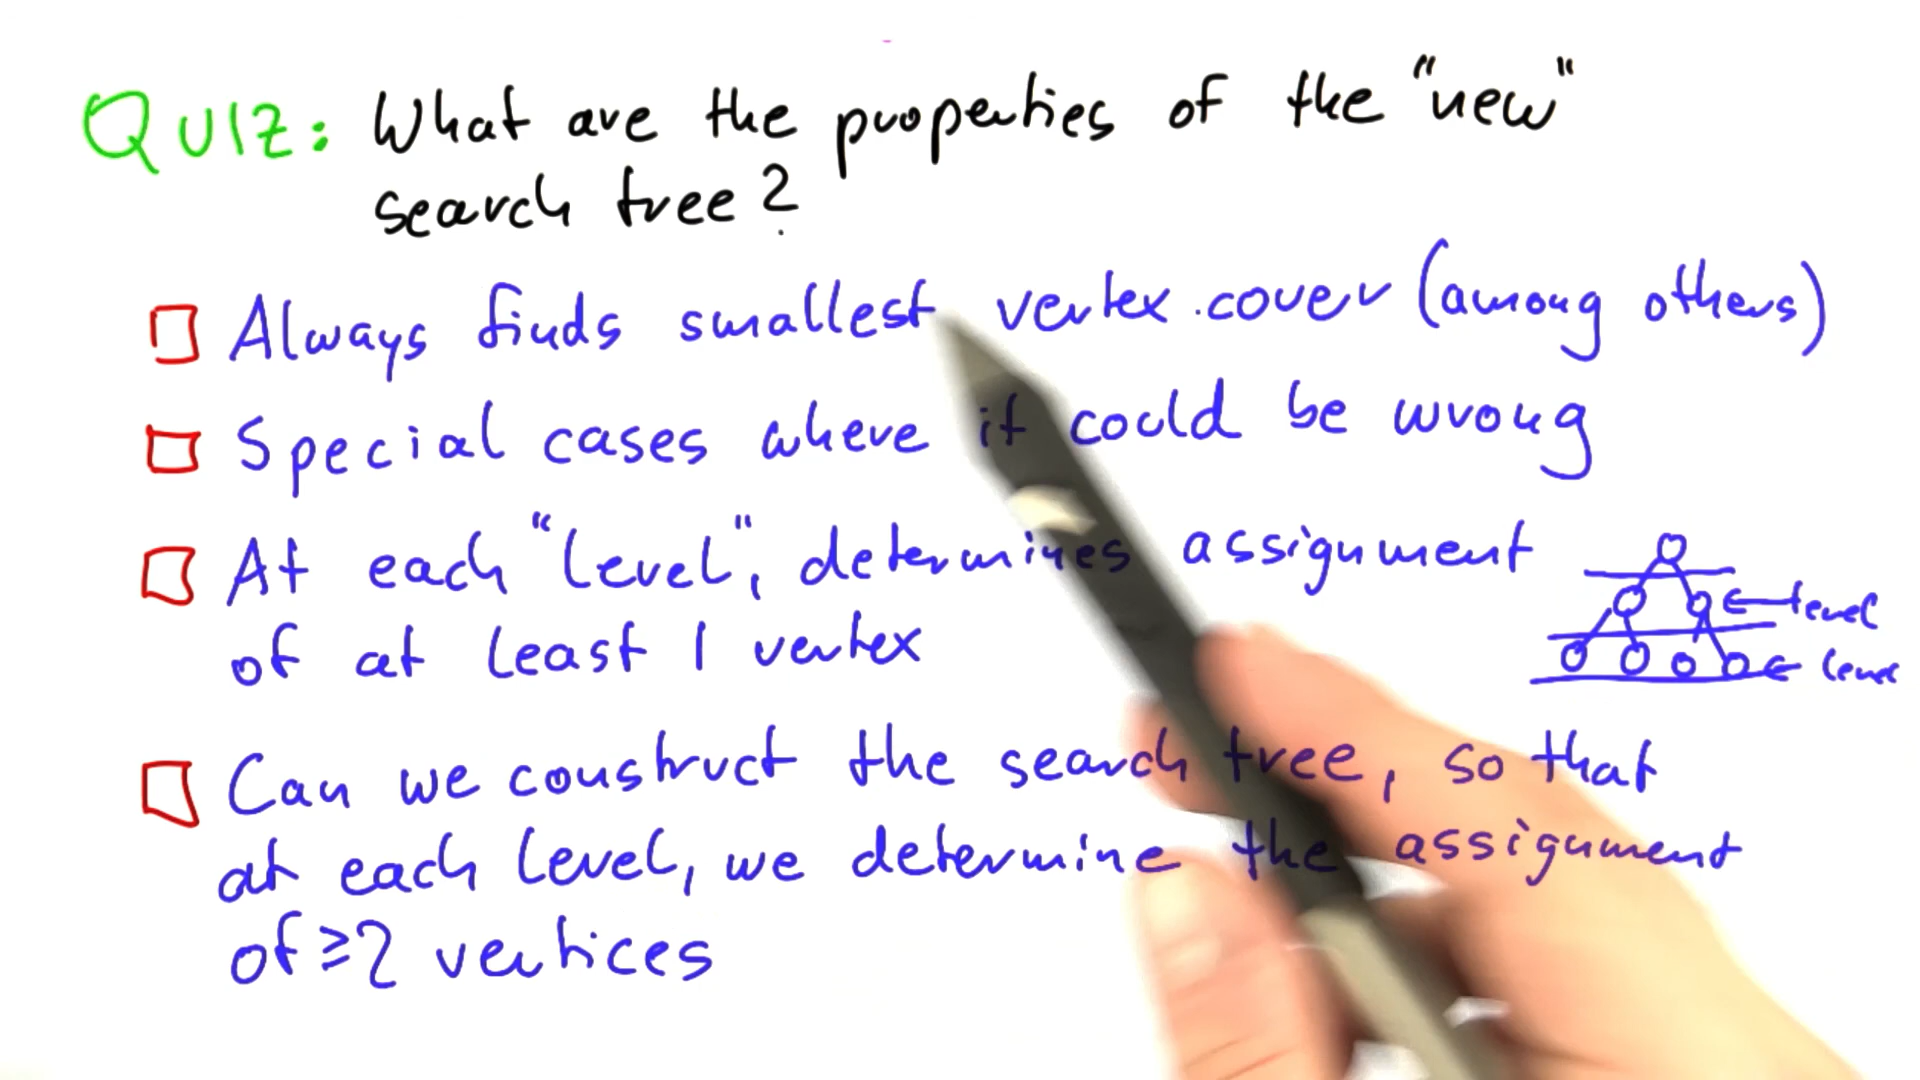 QUIZ: What are the properties of the "new"
search tree?
Always finds smallest vertex cover (among others)
Special cases where it could be wrong
At each "level", determines assignment
of at least 1 vertex
level
level
Can we construct the search tree, so that
at each level, we determine the assignment
of ≥2 vertices